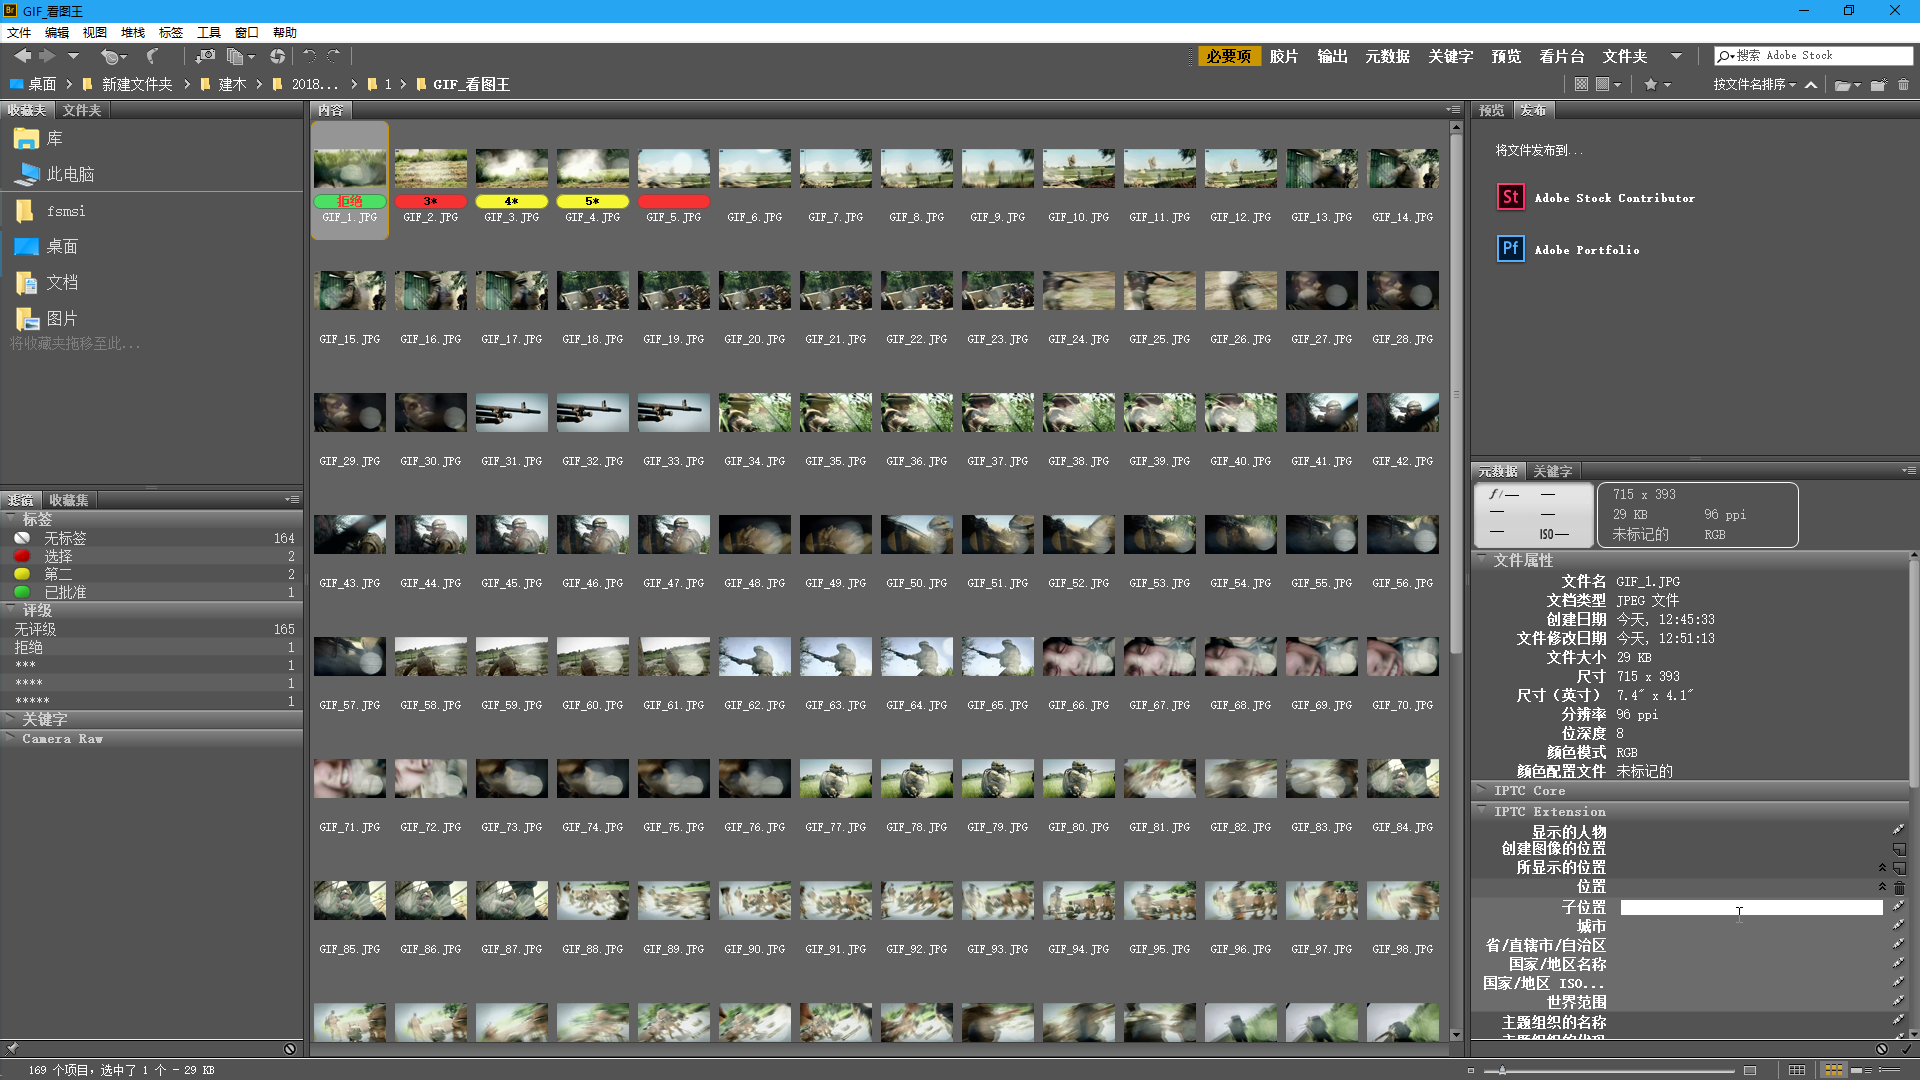 GIF_看图王
文件 编辑 视图 堆栈 标签 工具 窗口 帮助
必要项 胶片 输出 元数据 关键字 预览 看片台 文件夹
搜索 Adobe Stock
桌面 新建文件夹 建木 2018... 1 GIF_看图王
按文件名排序
收藏夹 文件夹
库
此电脑
fsmsi
桌面
文档
图片
将收藏夹拖移至此...
滤镜 收藏集
标签
无标签 164
选择 2
第二 2
已批准 1
评级
无评级 165
拒绝 1
*** 1
**** 1
***** 1
关键字
Camera Raw
内容
拒绝 3* 4* 5*
GIF_1.JPG GIF_2.JPG GIF_3.JPG GIF_4.JPG GIF_5.JPG GIF_6.JPG GIF_7.JPG GIF_8.JPG GIF_9.JPG GIF_10.JPG GIF_11.JPG GIF_12.JPG GIF_13.JPG GIF_14.JPG
GIF_15.JPG GIF_16.JPG GIF_17.JPG GIF_18.JPG GIF_19.JPG GIF_20.JPG GIF_21.JPG GIF_22.JPG GIF_23.JPG GIF_24.JPG GIF_25.JPG GIF_26.JPG GIF_27.JPG GIF_28.JPG
GIF_29.JPG GIF_30.JPG GIF_31.JPG GIF_32.JPG GIF_33.JPG GIF_34.JPG GIF_35.JPG GIF_36.JPG GIF_37.JPG GIF_38.JPG GIF_39.JPG GIF_40.JPG GIF_41.JPG GIF_42.JPG
GIF_43.JPG GIF_44.JPG GIF_45.JPG GIF_46.JPG GIF_47.JPG GIF_48.JPG GIF_49.JPG GIF_50.JPG GIF_51.JPG GIF_52.JPG GIF_53.JPG GIF_54.JPG GIF_55.JPG GIF_56.JPG
GIF_57.JPG GIF_58.JPG GIF_59.JPG GIF_60.JPG GIF_61.JPG GIF_62.JPG GIF_63.JPG GIF_64.JPG GIF_65.JPG GIF_66.JPG GIF_67.JPG GIF_68.JPG GIF_69.JPG GIF_70.JPG
GIF_71.JPG GIF_72.JPG GIF_73.JPG GIF_74.JPG GIF_75.JPG GIF_76.JPG GIF_77.JPG GIF_78.JPG GIF_79.JPG GIF_80.JPG GIF_81.JPG GIF_82.JPG GIF_83.JPG GIF_84.JPG
GIF_85.JPG GIF_86.JPG GIF_87.JPG GIF_88.JPG GIF_89.JPG GIF_90.JPG GIF_91.JPG GIF_92.JPG GIF_93.JPG GIF_94.JPG GIF_95.JPG GIF_96.JPG GIF_97.JPG GIF_98.JPG
预览 发布
将文件发布到...
St Adobe Stock Contributor
Pf Adobe Portfolio
元数据 关键字
f/— —
— —
— ISO—
715 x 393
29 KB 96 ppi
未标记的 RGB
文件属性
文件名 GIF_1.JPG
文档类型 JPEG 文件
创建日期 今天, 12:45:33
文件修改日期 今天, 12:51:13
文件大小 29 KB
尺寸 715 x 393
尺寸（英寸） 7.4" x 4.1"
分辨率 96 ppi
位深度 8
颜色模式 RGB
颜色配置文件 未标记的
IPTC Core
IPTC Extension
显示的人物
创建图像的位置
所显示的位置
位置
子位置
城市
省/直辖市/自治区
国家/地区名称
国家/地区 ISO...
世界范围
主题组织的名称
主题组织的代码
169 个项目，选中了 1 个 - 29 KB